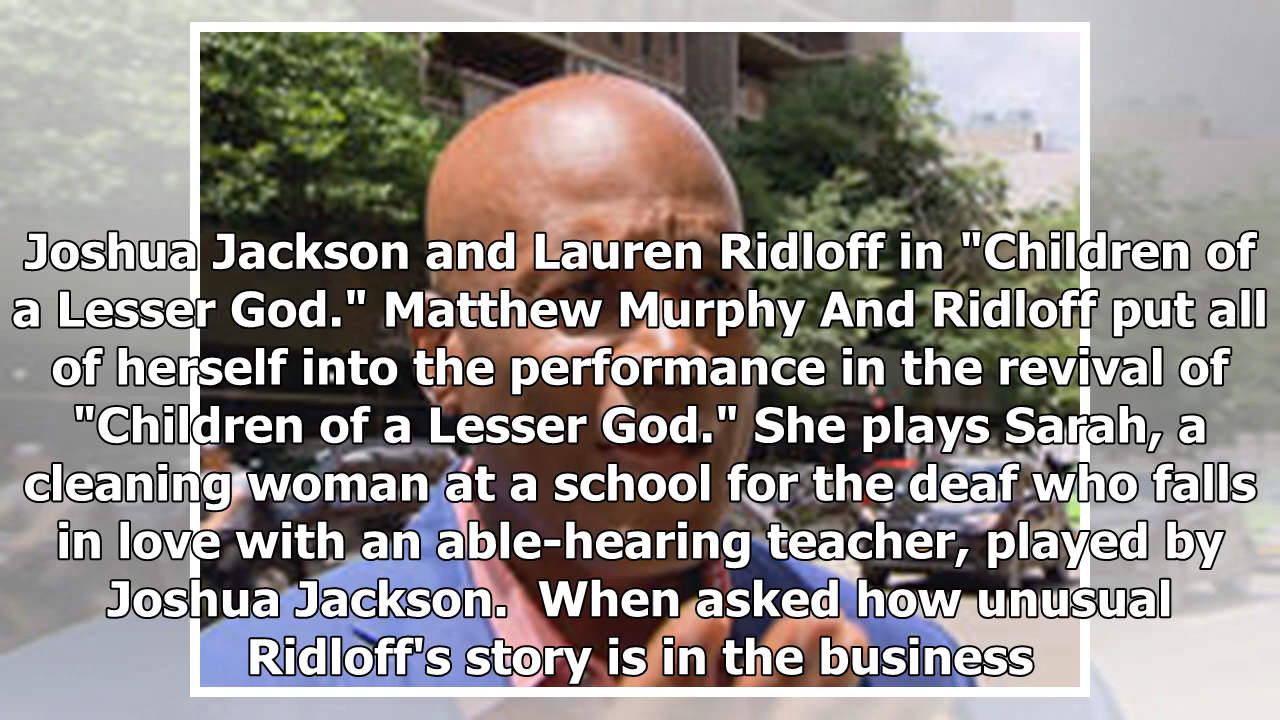 Joshua Jackson and Lauren Ridloff in "Children of
a Lesser God." Matthew Murphy And Ridloff put all
of herself into the performance in the revival of
"Children of a Lesser God." She plays Sarah, a
cleaning woman at a school for the deaf who falls
in love with an able-hearing teacher, played by
Joshua Jackson.  When asked how unusual
Ridloff's story is in the business